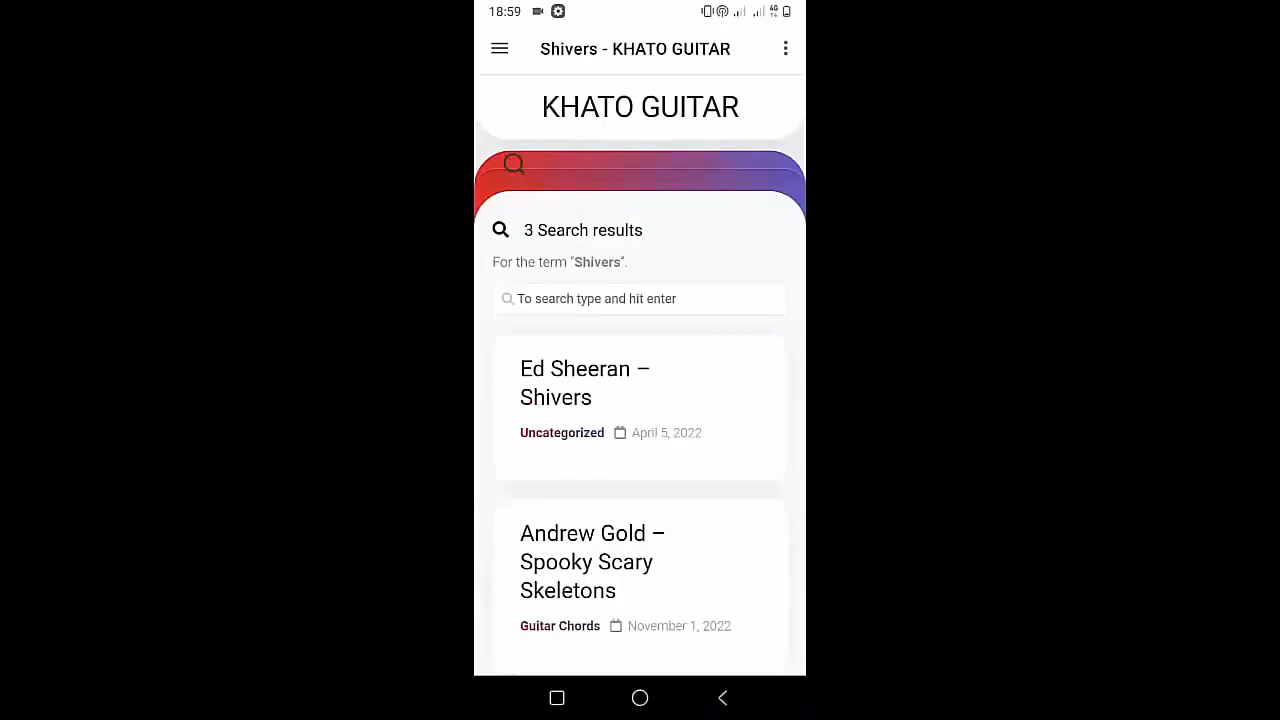 18:59
4G
Shivers - KHATO GUITAR
KHATO GUITAR
3 Search results
For the term "Shivers".
To search type and hit enter
Ed Sheeran –
Shivers
Uncategorized April 5, 2022
Andrew Gold –
Spooky Scary
Skeletons
Guitar Chords November 1, 2022